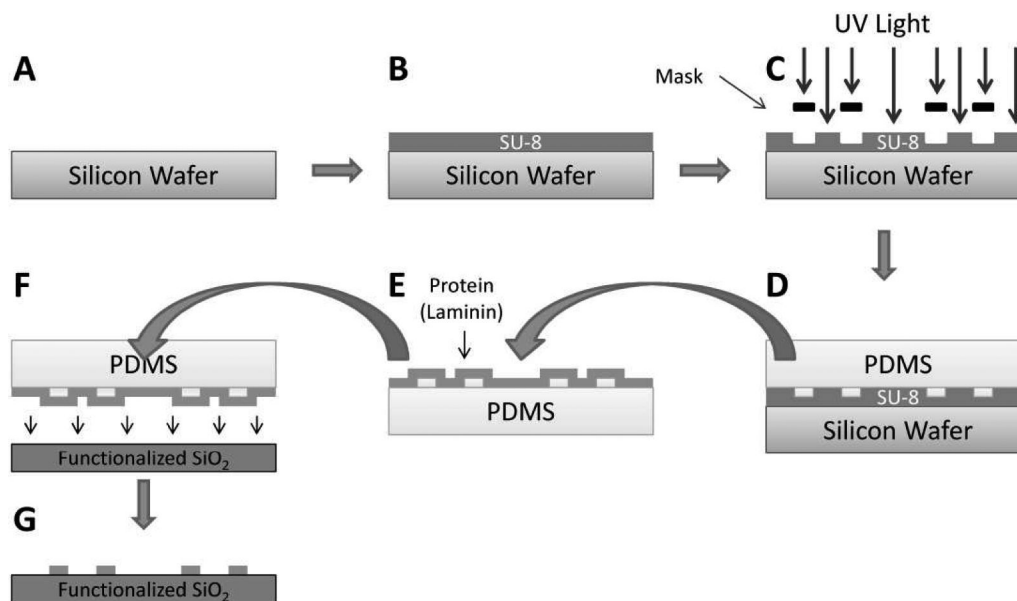 UV Light
A
B
C
Mask
SU-8
SU-8
Silicon Wafer
Silicon Wafer
Silicon Wafer
F
E
Protein
(Laminin)
D
PDMS
PDMS
PDMS
SU-8
Silicon Wafer
Functionalized SiO₂
G
Functionalized SiO₂